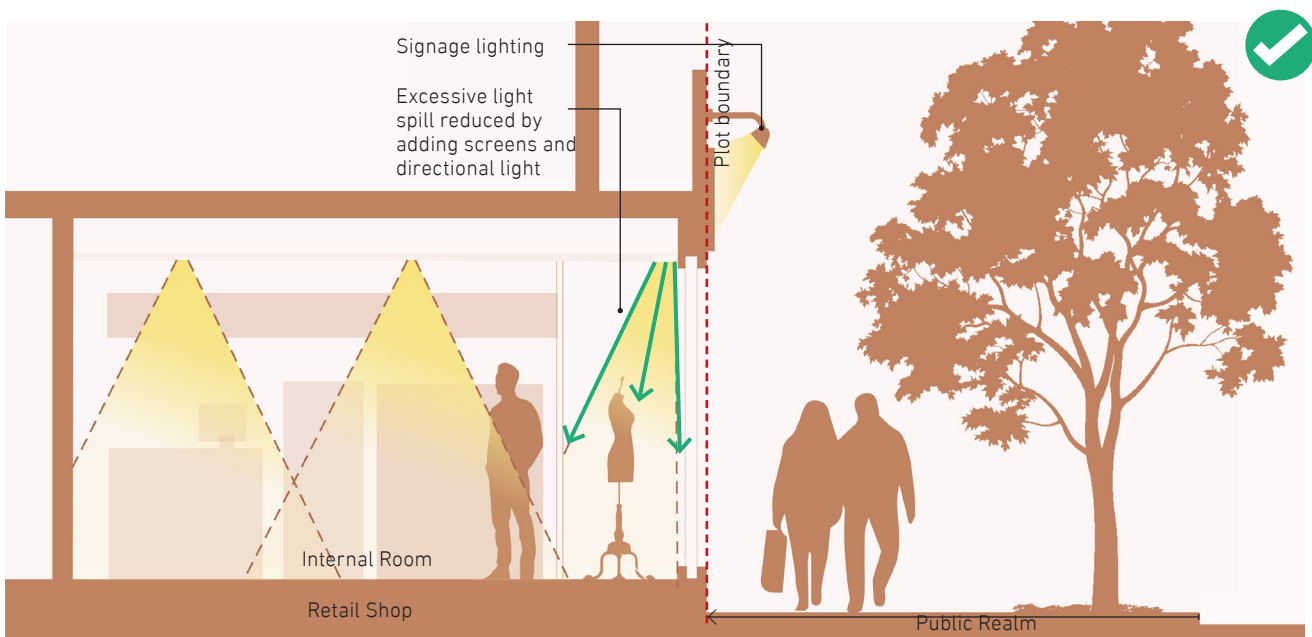 Signage lighting
Excessive light
spill reduced by
adding screens and
directional light
Plot boundary
Internal Room
Retail Shop
Public Realm